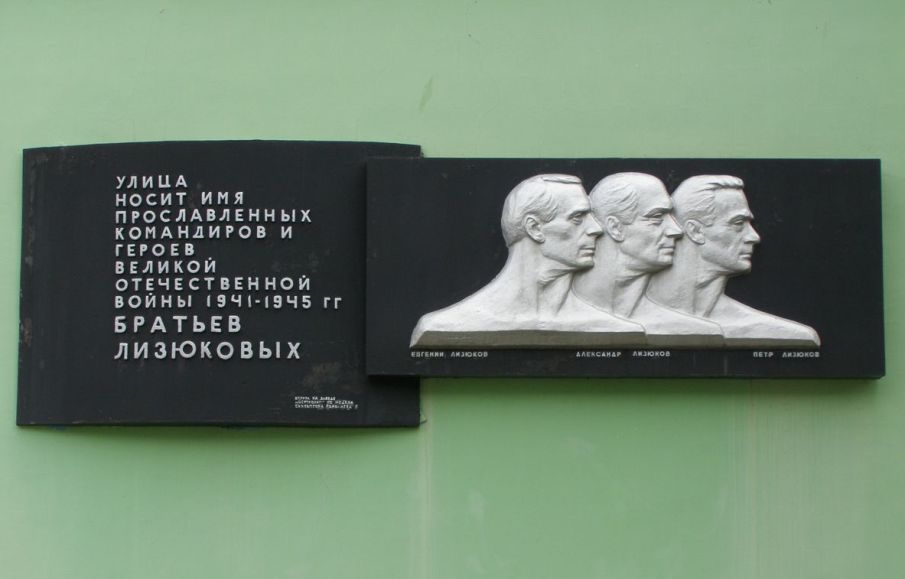 УЛИЦА
НОСИТ ИМЯ
ПРОСЛАВЛЕННЫХ
КОМАНДИРОВ И
ГЕРОЕВ
ВЕЛИКОЙ
ОТЕЧЕСТВЕННОЙ
ВОЙНЫ 1941-1945 гг
БРАТЬЕВ
ЛИЗЮКОВЫХ
ЕВГЕНИЙ ЛИЗЮКОВ
АЛЕКСАНДР ЛИЗЮКОВ
ПЕТР ЛИЗЮКОВ